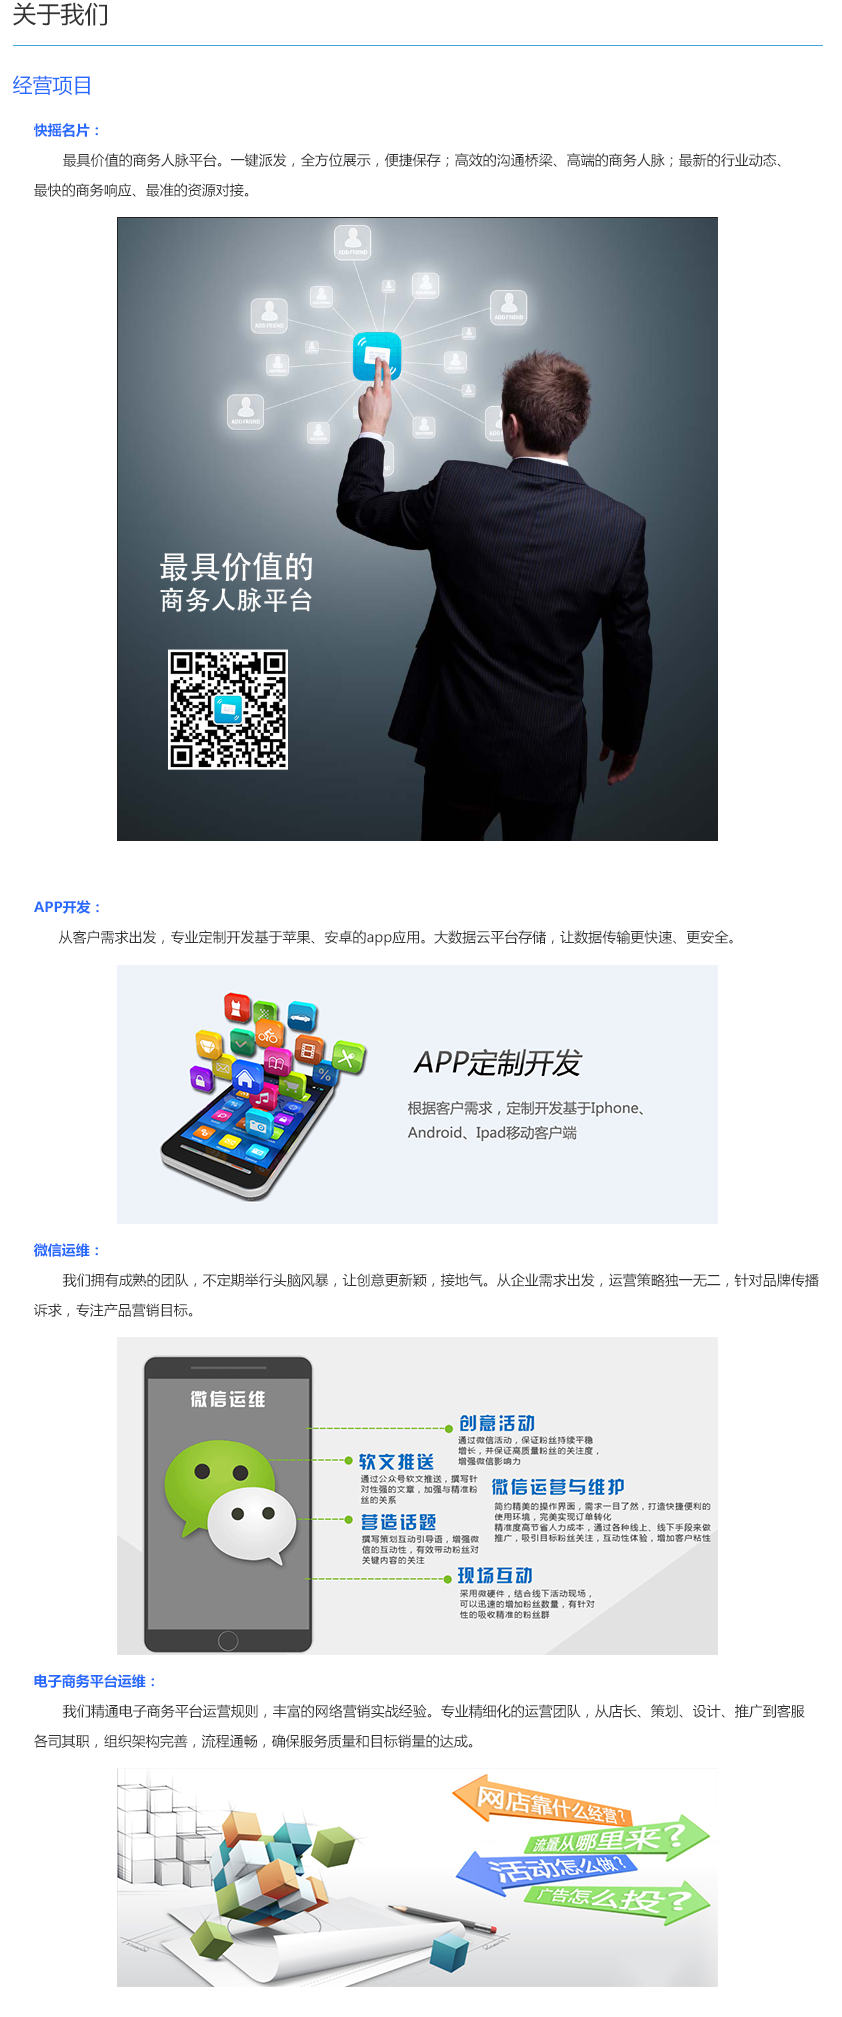 关于我们
经营项目
快摇名片：
最具价值的商务人脉平台。一键派发，全方位展示，便捷保存；高效的沟通桥梁、高端的商务人脉；最新的行业动态、
最快的商务响应、最准的资源对接。
ADD FRIEND
ADD FRIEND
ADD FRIEND
ADD FRIEND
最具价值的
商务人脉平台
APP开发：
从客户需求出发，专业定制开发基于苹果、安卓的app应用。大数据云平台存储，让数据传输更快速、更安全。
APP定制开发
根据客户需求，定制开发基于Iphone、
Android、Ipad移动客户端
微信运维：
我们拥有成熟的团队，不定期举行头脑风暴，让创意更新颖，接地气。从企业需求出发，运营策略独一无二，针对品牌传播
诉求，专注产品营销目标。
微信运维
创意活动
通过微信活动，保证粉丝持续平稳
增长，并保证高质量粉丝的关注度，
增强微信影响力
软文推送
通过公众号软文推送，撰写针
对性强的文章，加强与精准粉
丝的关系
微信运营与维护
简约精美的操作界面，需求一目了然，打造快捷便利的
使用环境，完美实现订单转化
精准度高节省人力成本，通过各种线上、线下手段来做
推广，吸引目标粉丝关注，互动性体验，增加客户粘性
营造话题
撰写策划互动引导语，增强微
信的互动性，有效带动粉丝对
关键内容的关注
现场互动
采用微硬件，结合线下活动现场，
可以迅速的增加粉丝数量，有针对
性的吸收精准的粉丝群
电子商务平台运维：
我们精通电子商务平台运营规则，丰富的网络营销实战经验。专业精细化的运营团队，从店长、策划、设计、推广到客服
各司其职，组织架构完善，流程通畅，确保服务质量和目标销量的达成。
网店靠什么经营？
流量从哪里来？
活动怎么做？
广告怎么投？